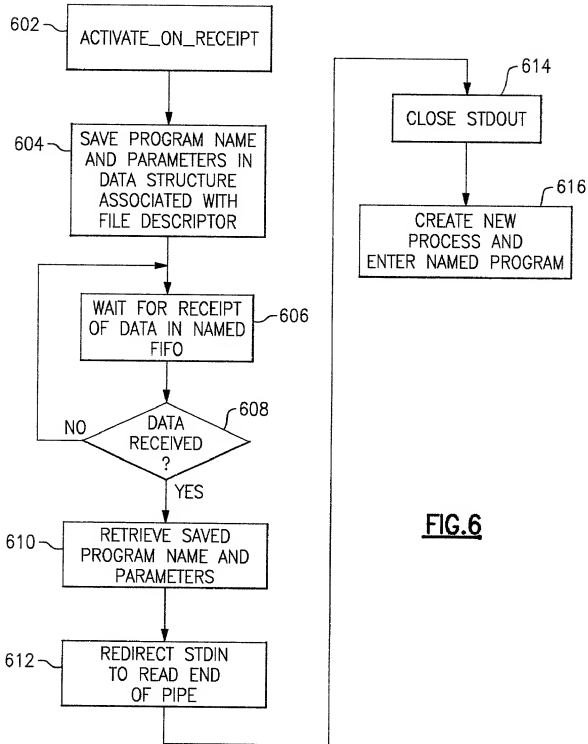 602
ACTIVATE_ON_RECEIPT
604
SAVE PROGRAM NAME
AND PARAMETERS IN
DATA STRUCTURE
ASSOCIATED WITH
FILE DESCRIPTOR
WAIT FOR RECEIPT
OF DATA IN NAMED
FIFO
606
DATA
RECEIVED
?
608
NO
YES
610
RETRIEVE SAVED
PROGRAM NAME AND
PARAMETERS
612
REDIRECT STDIN
TO READ END
OF PIPE
614
CLOSE STDOUT
616
CREATE NEW
PROCESS AND
ENTER NAMED PROGRAM
FIG.6